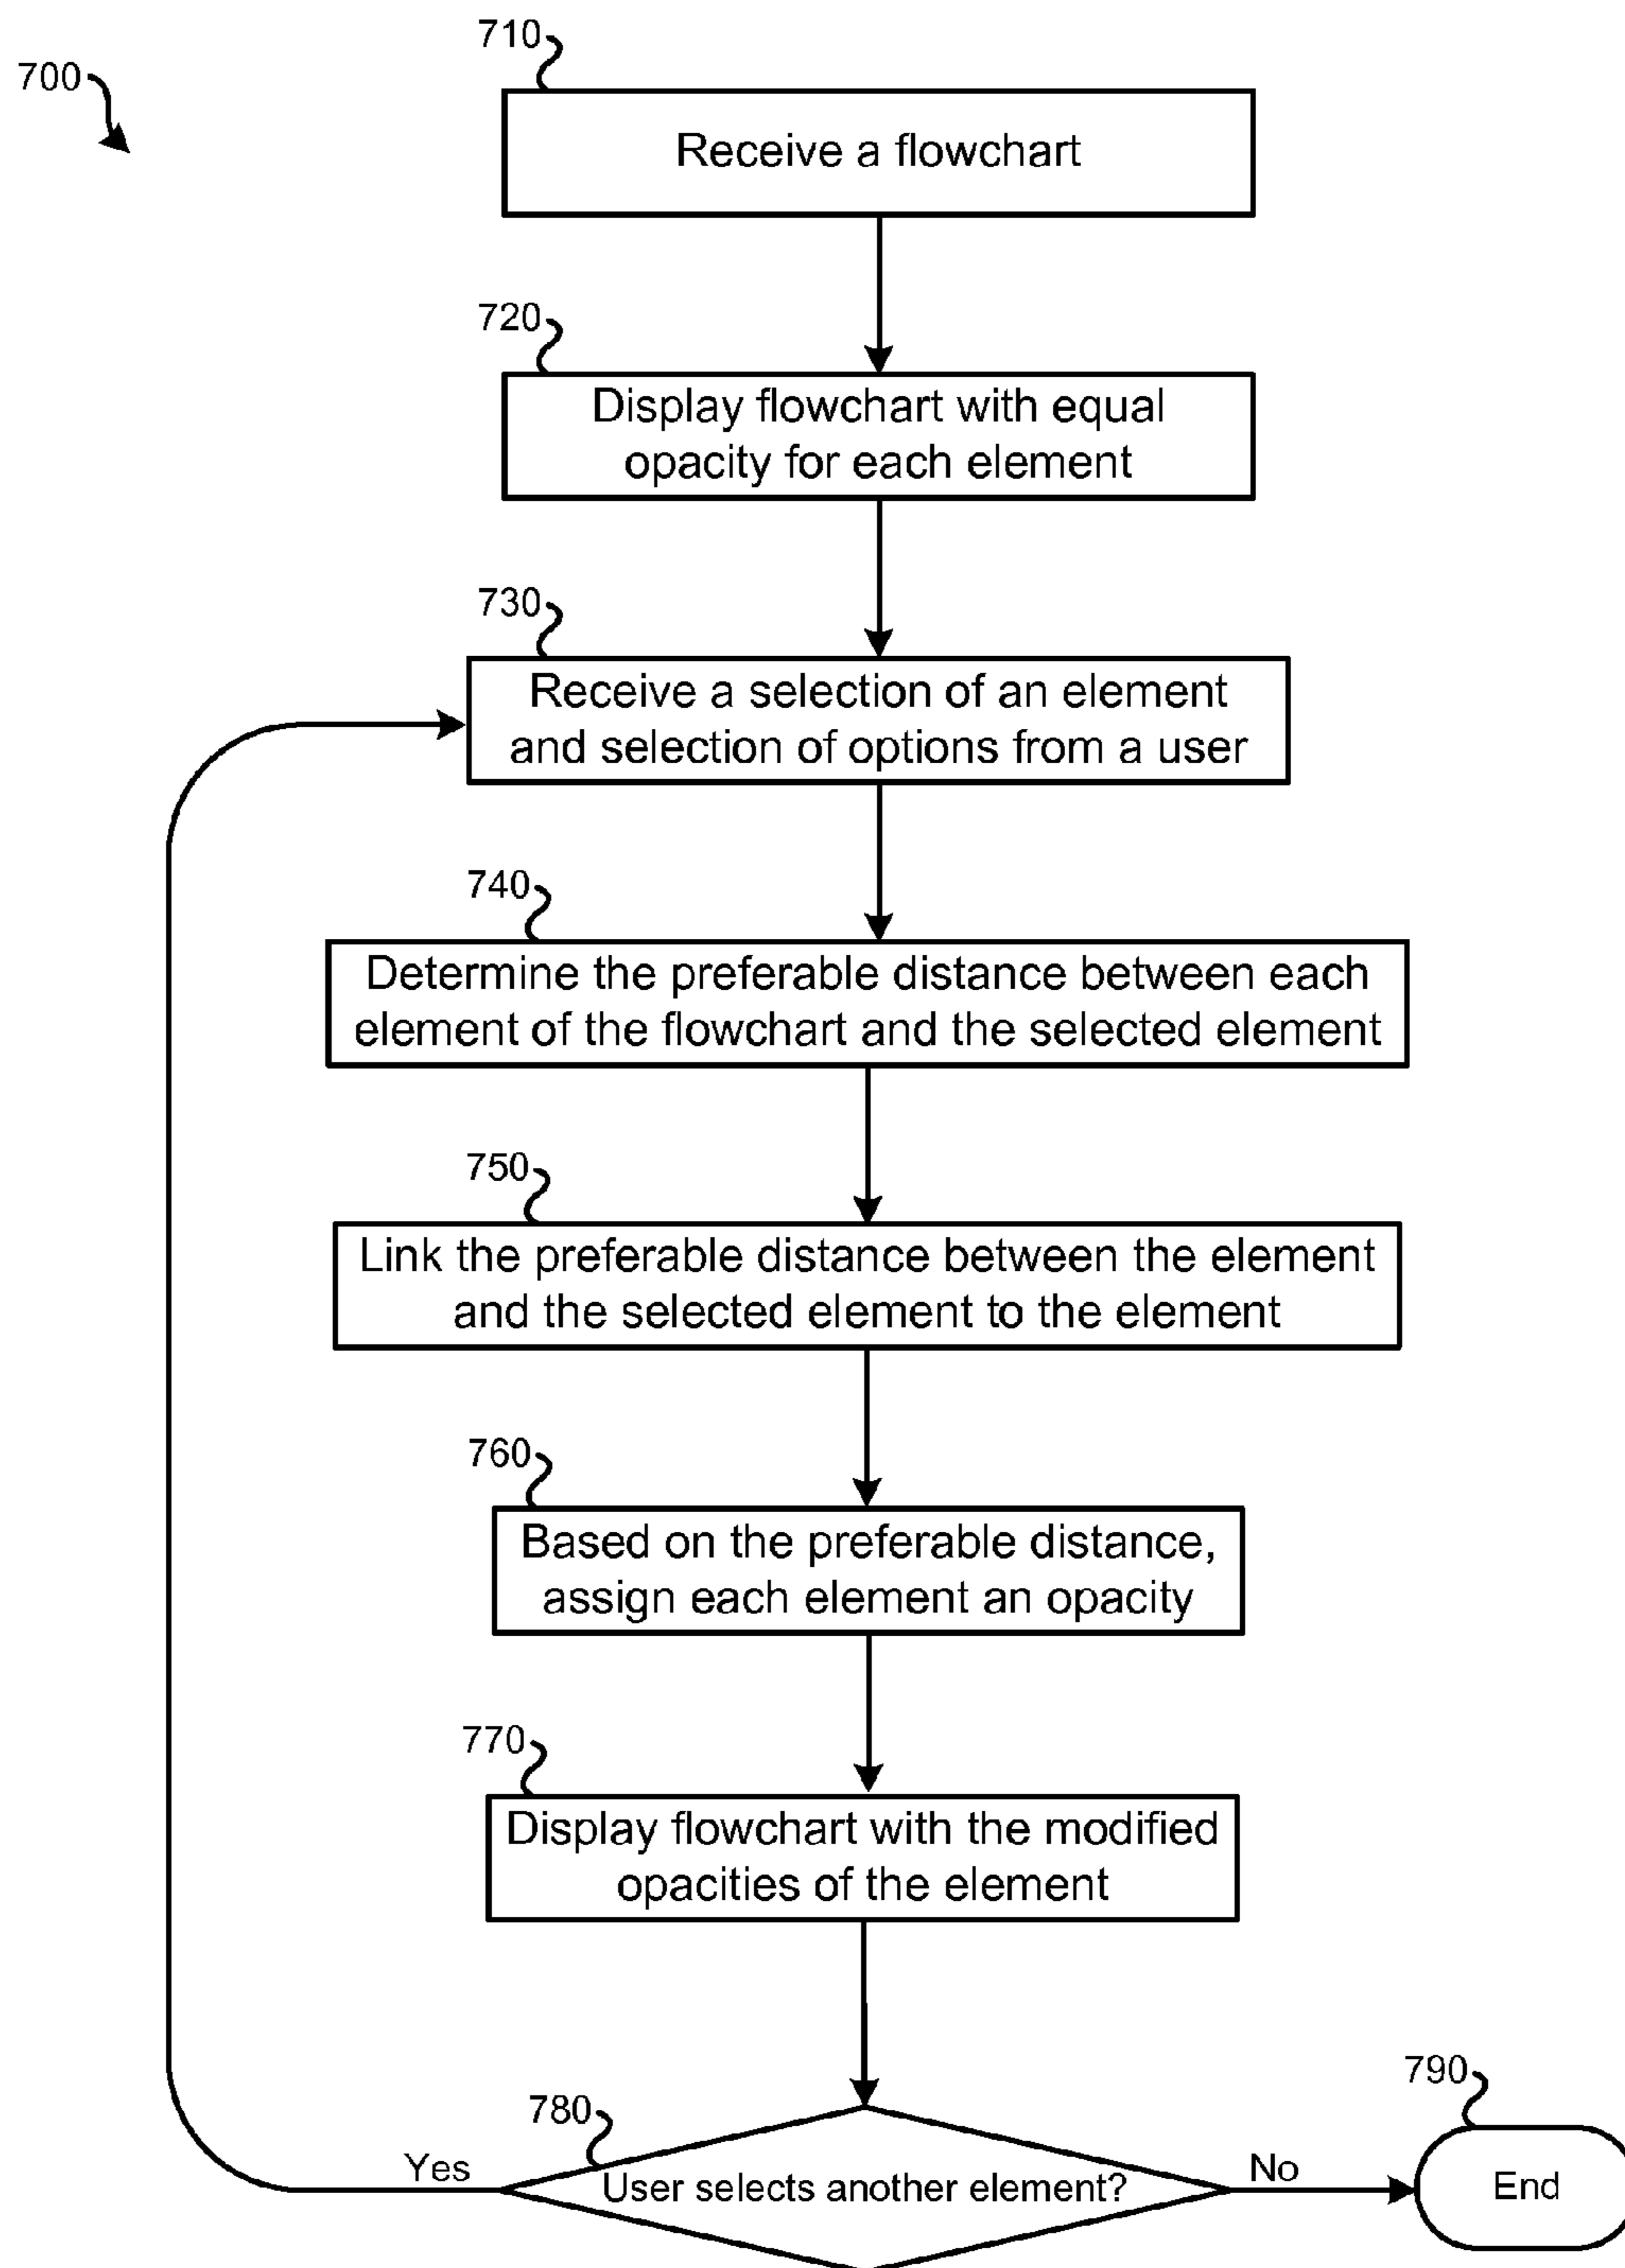 700
710
Receive a flowchart
720
Display flowchart with equal
opacity for each element
730
Receive a selection of an element
and selection of options from a user
740
Determine the preferable distance between each
element of the flowchart and the selected element
750
Link the preferable distance between the element
and the selected element to the element
760
Based on the preferable distance,
assign each element an opacity
770
Display flowchart with the modified
opacities of the element
780
User selects another element?
Yes
No
790
End